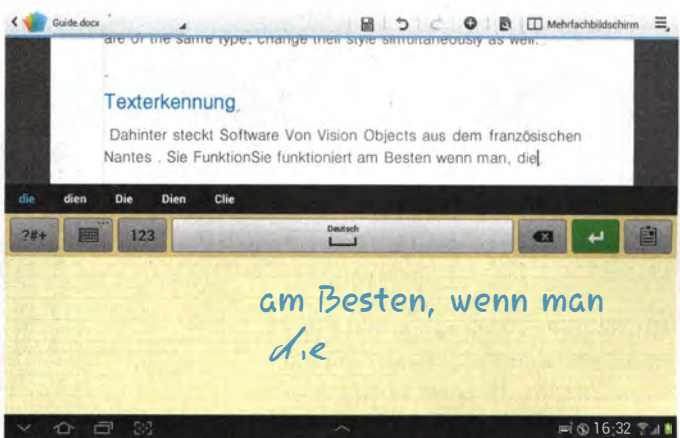 Guide.docx
Mehrfachbildschirm
are of the same type, change their style simultaneously as well.
Texterkennung
Dahinter steckt Software Von Vision Objects aus dem französischen
Nantes . Sie FunktionSie funktioniert am Besten wenn man, die
die dien Die Dien Clie
?#+ 123 Deutsch
am Besten, wenn man
die
16:32